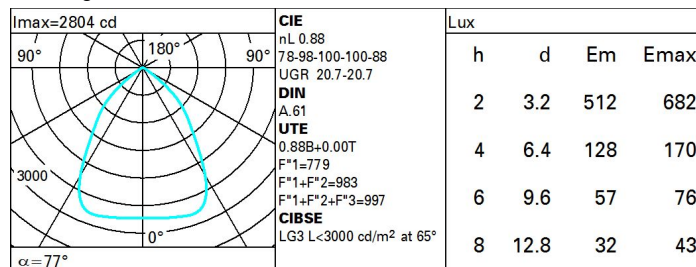 Imax=2804 cd
90° 180° 90°
3000
0°
α=77°
CIE
nL 0.88
78-98-100-100-88
UGR 20.7-20.7
DIN
A.61
UTE
0.88B+0.00T
F"1=779
F"1+F"2=983
F"1+F"2+F"3=997
CIBSE
LG3 L<3000 cd/m² at 65°
Lux
h d Em Emax
2 3.2 512 682
4 6.4 128 170
6 9.6 57 76
8 12.8 32 43